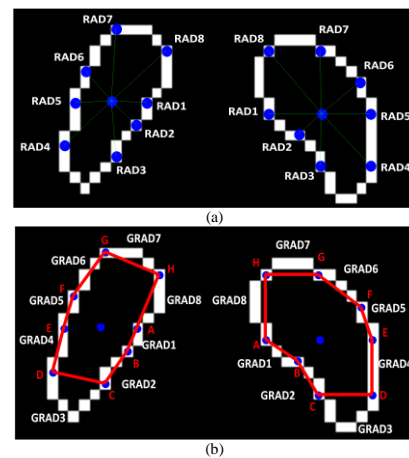 RAD7 RAD7
RAD8 RAD8
RAD6 RAD6
RAD5 RAD1 RAD1 RAD5
RAD2 RAD2
RAD4 RAD3 RAD3 RAD4
(a)
G GRAD7 GRAD7
GRAD6 H H G GRAD6
F GRAD5 GRAD8 GRAD8 F GRAD5
E GRAD4 A A E
GRAD1 GRAD1 GRAD4
D B B
C GRAD2 GRAD2 C D
GRAD3 GRAD3
(b)